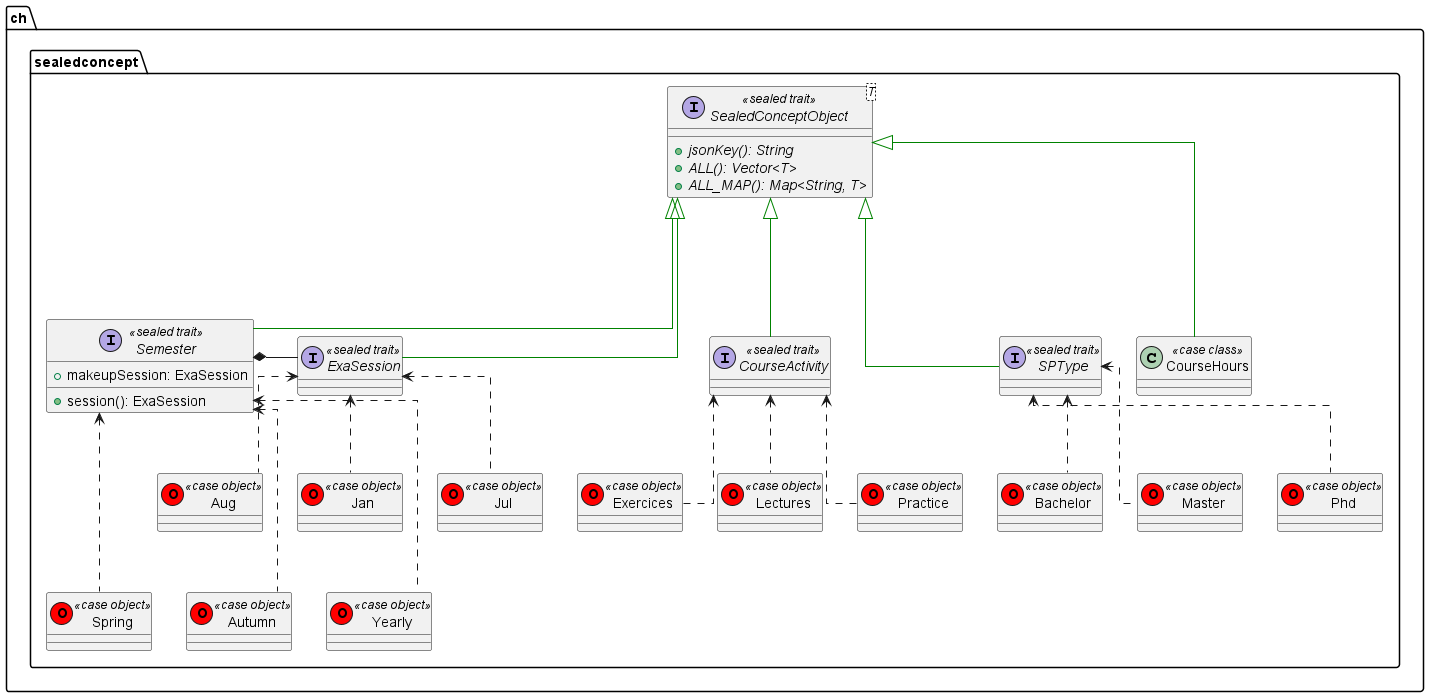 ch
sealedconcept
T
«sealed trait»
I
SealedConceptObject
jsonKey(): String
ALL(): Vector<T>
ALL_MAP(): Map<String, T>
«sealed trait»
I
Semester
makeupSession: ExaSession
session(): ExaSession
«sealed trait»
I
ExaSession
«sealed trait»
I
CourseActivity
«sealed trait»
I
SPType
«case class»
C
CourseHours
«case object»
O
Aug
«case object»
O
Jan
«case object»
O
Jul
«case object»
O
Exercices
«case object»
O
Lectures
«case object»
O
Practice
«case object»
O
Bachelor
«case object»
O
Master
«case object»
O
Phd
«case object»
O
Spring
«case object»
O
Autumn
«case object»
O
Yearly